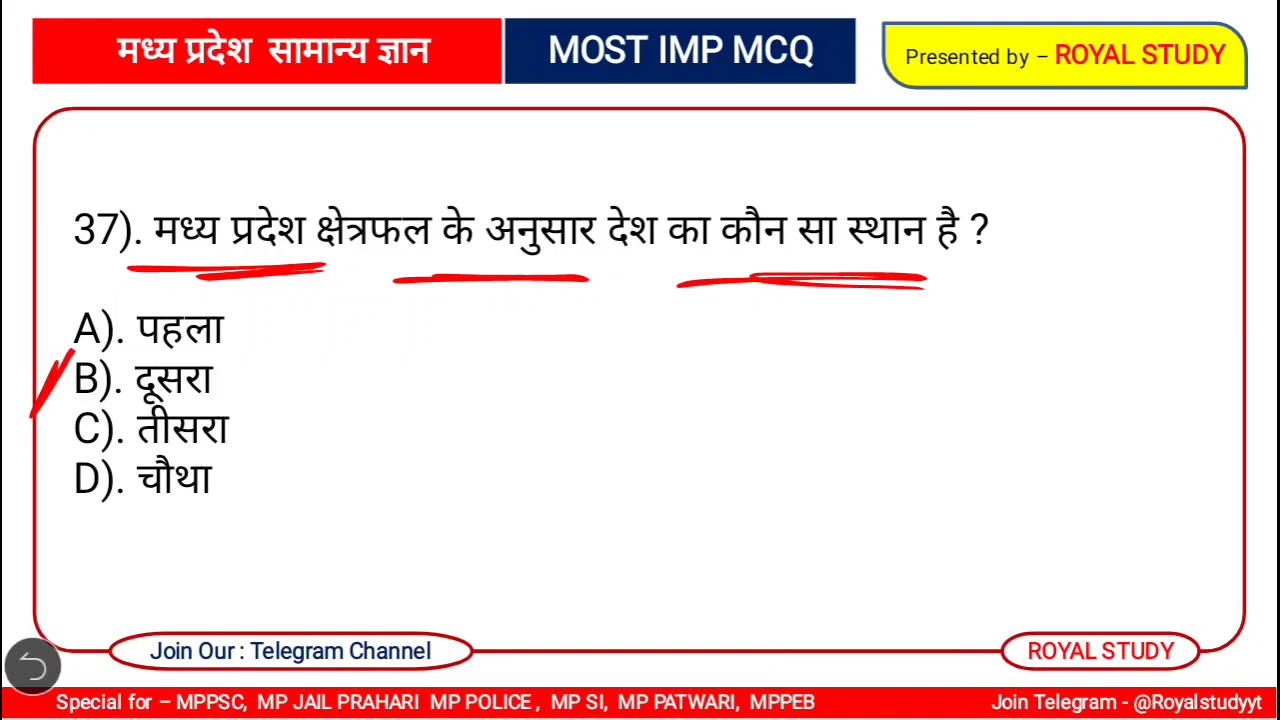 मध्य प्रदेश सामान्य ज्ञान
MOST IMP MCQ
Presented by – ROYAL STUDY
37). मध्य प्रदेश क्षेत्रफल के अनुसार देश का कौन सा स्थान है ?
A). पहला
B). दूसरा
C). तीसरा
D). चौथा
Join Our : Telegram Channel
ROYAL STUDY
Special for – MPPSC, MP JAIL PRAHARI MP POLICE , MP SI, MP PATWARI, MPPEB
Join Telegram - @Royalstudyyt